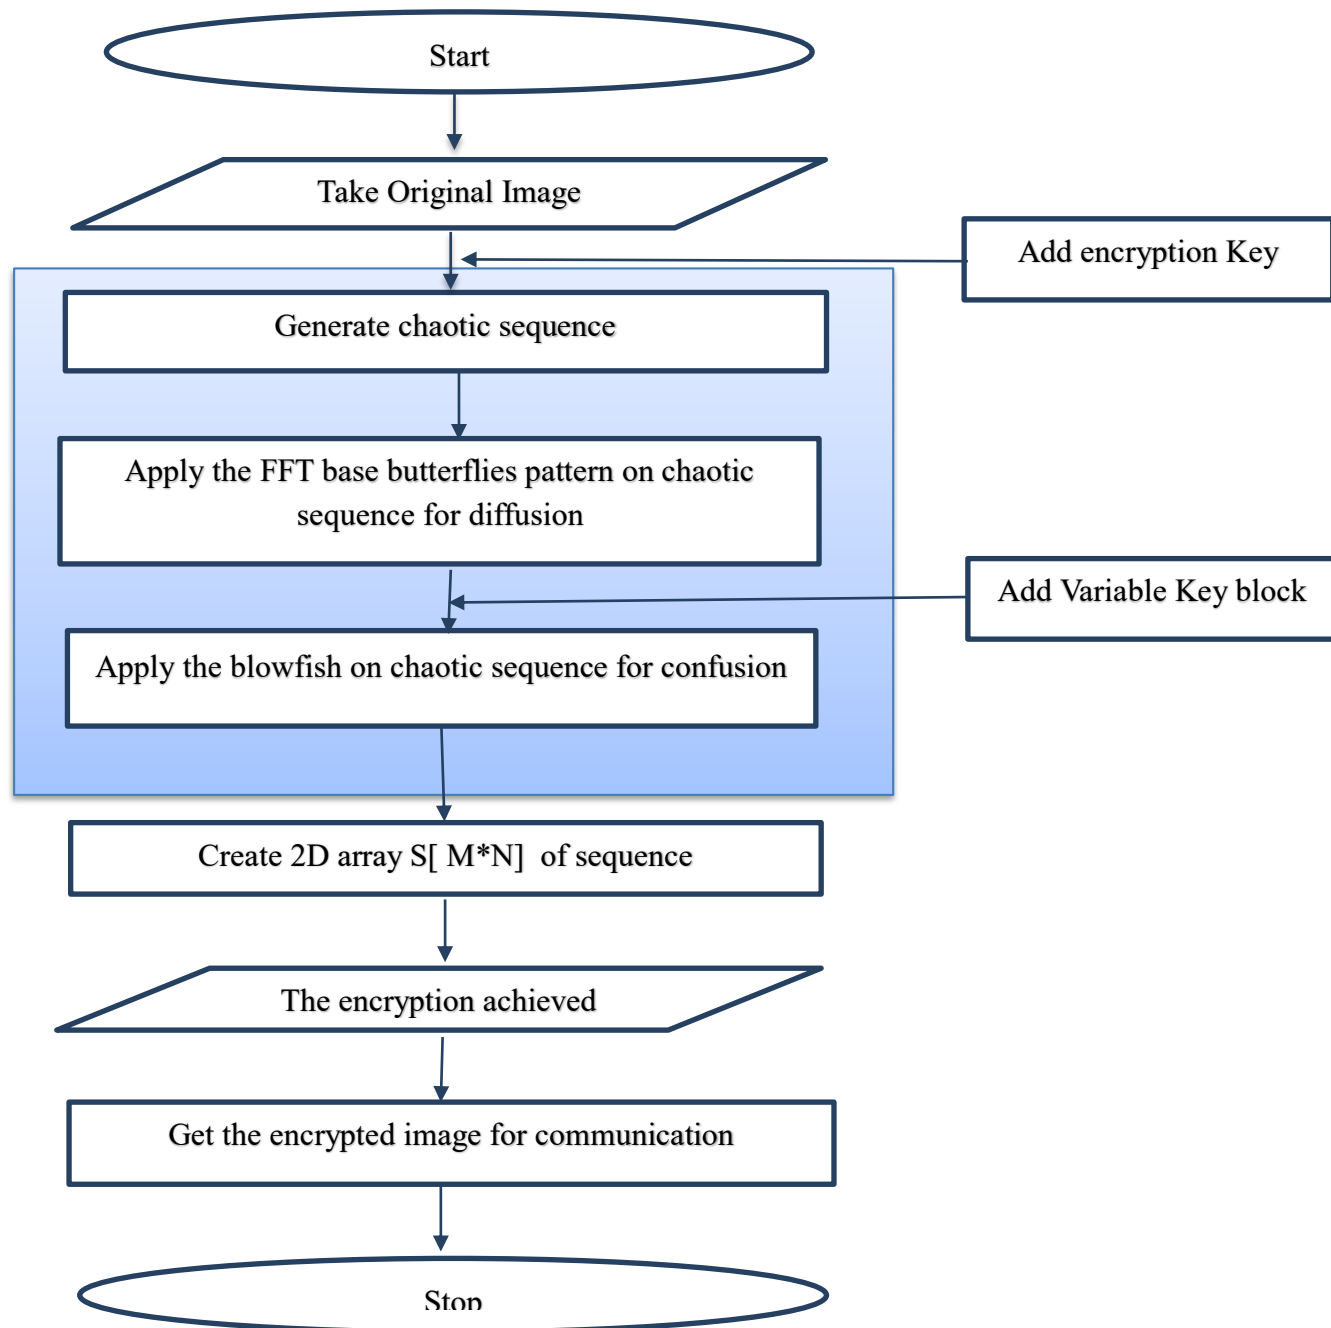 Start
Take Original Image
Add encryption Key
Generate chaotic sequence
Apply the FFT base butterflies pattern on chaotic
sequence for diffusion
Add Variable Key block
Apply the blowfish on chaotic sequence for confusion
Create 2D array S[ M*N]  of sequence
The encryption achieved
Get the encrypted image for communication
Stop